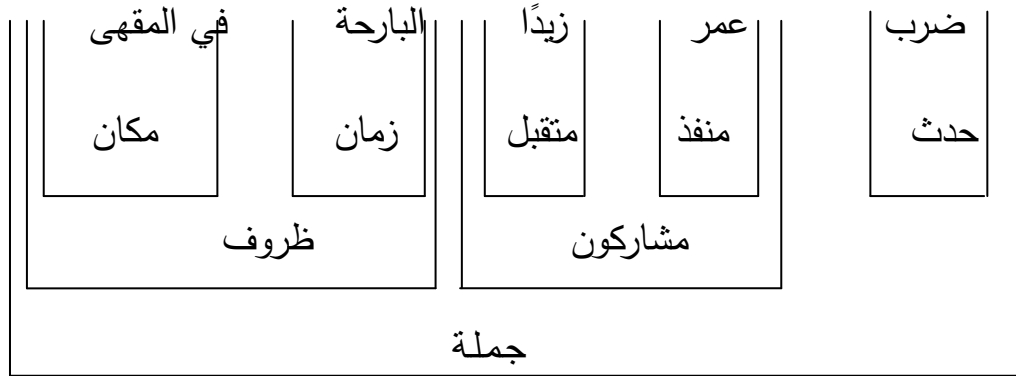 ضرب عمر زيدًا البارحة في المقهى
حدث منفذ متقبل زمان مكان
مشاركون ظروف
جملة